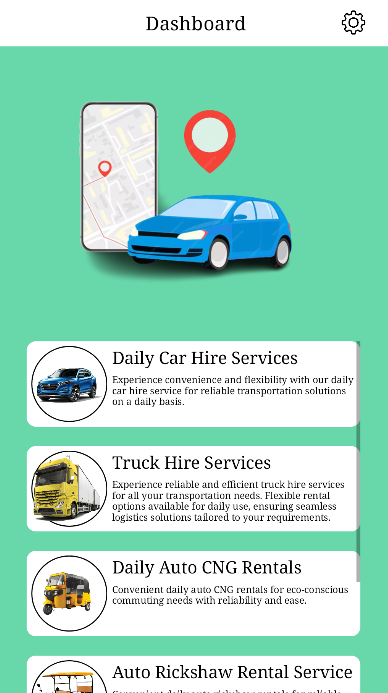 Dashboard
Daily Car Hire Services
Experience convenience and flexibility with our daily
car hire service for reliable transportation solutions
on a daily basis.
Truck Hire Services
Experience reliable and efficient truck hire services
for all your transportation needs. Flexible rental
options available for daily use, ensuring seamless
logistics solutions tailored to your requirements.
Daily Auto CNG Rentals
Convenient daily auto CNG rentals for eco-conscious
commuting needs with reliability and ease.
Auto Rickshaw Rental Service